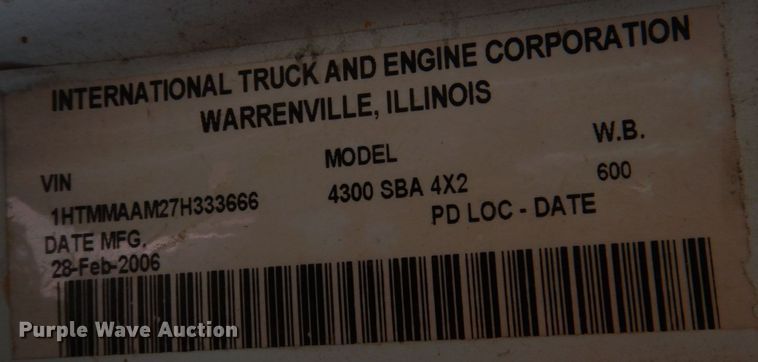 INTERNATIONAL TRUCK AND ENGINE CORPORATION
WARRENVILLE, ILLINOIS
VIN MODEL W.B.
1HTMMAAM27H333666 4300 SBA 4X2 600
DATE MFG. PD LOC - DATE
28-Feb-2006
Purple Wave Auction